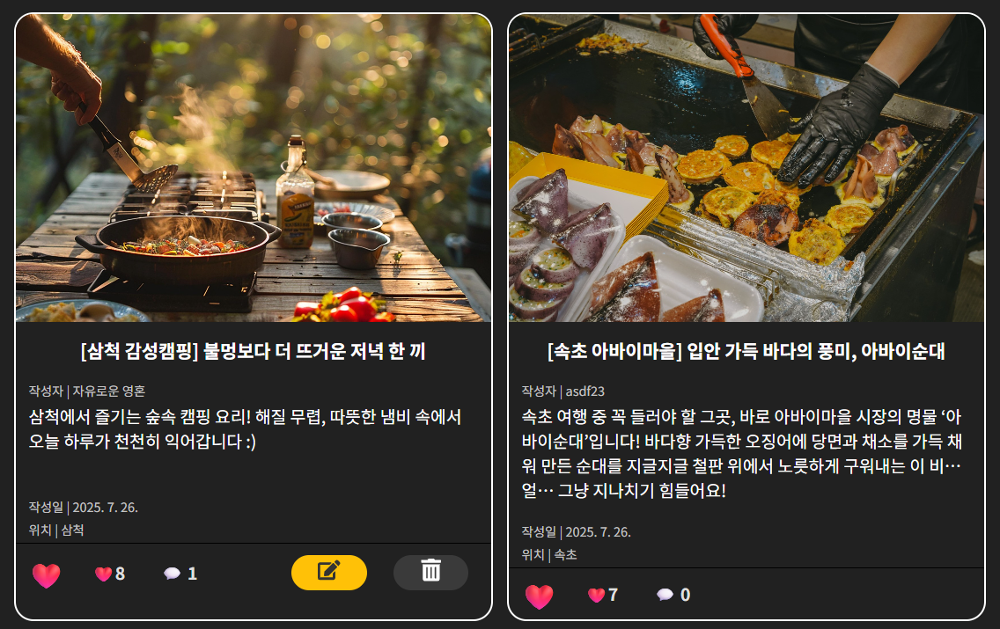 [삼척 감성캠핑] 불멍보다 더 뜨거운 저녁 한 끼
작성자 | 자유로운 영혼
삼척에서 즐기는 숲속 캠핑 요리! 해질 무렵, 따뜻한 냄비 속에서
오늘 하루가 천천히 익어갑니다 :)
작성일 | 2025. 7. 26.
위치 | 삼척
8
1
[속초 아바이마을] 입안 가득 바다의 풍미, 아바이순대
작성자 | asdf23
속초 여행 중 꼭 들러야 할 그곳, 바로 아바이마을 시장의 명물 ‘아
바이순대’입니다! 바다향 가득한 오징어에 당면과 채소를 가득 채
워 만든 순대를 지글지글 철판 위에서 노릇하게 구워내는 이 비…
얼… 그냥 지나치기 힘들어요!
작성일 | 2025. 7. 26.
위치 | 속초
7
0